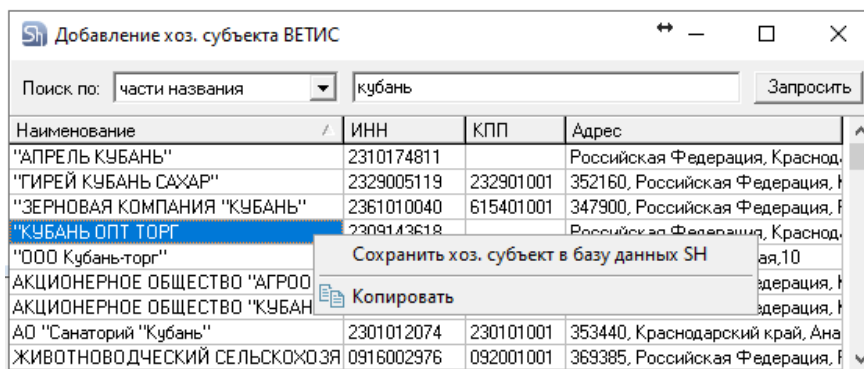 Sh Добавление хоз. субъекта ВЕТИС
Поиск по: части названия кубань Запросить
Наименование ИНН КПП Адрес
"АПРЕЛЬ КУБАНЬ" 2310174811 Российская Федерация, Краснод
"ГИРЕЙ КУБАНЬ САХАР" 2329005119 232901001 352160, Российская Федерация,
"ЗЕРНОВАЯ КОМПАНИЯ "КУБАНЬ" 2361010040 615401001 347900, Российская Федерация,
"КУБАНЬ ОПТ ТОРГ 2309143618 Российская Федерация, Краснод
"ООО Кубань-торг" Сохранить хоз. субъект в базу данных SH ая,10
АКЦИОНЕРНОЕ ОБЩЕСТВО "АГРОО едерация,
Копировать
АКЦИОНЕРНОЕ ОБЩЕСТВО "КУБАН едерация,
АО "Санаторий "Кубань" 2301012074 230101001 353440, Краснодарский край, Ана
ЖИВОТНОВОДЧЕСКИЙ СЕЛЬСКОХОЗЯ 0916002976 092001001 369385, Российская Федерация,